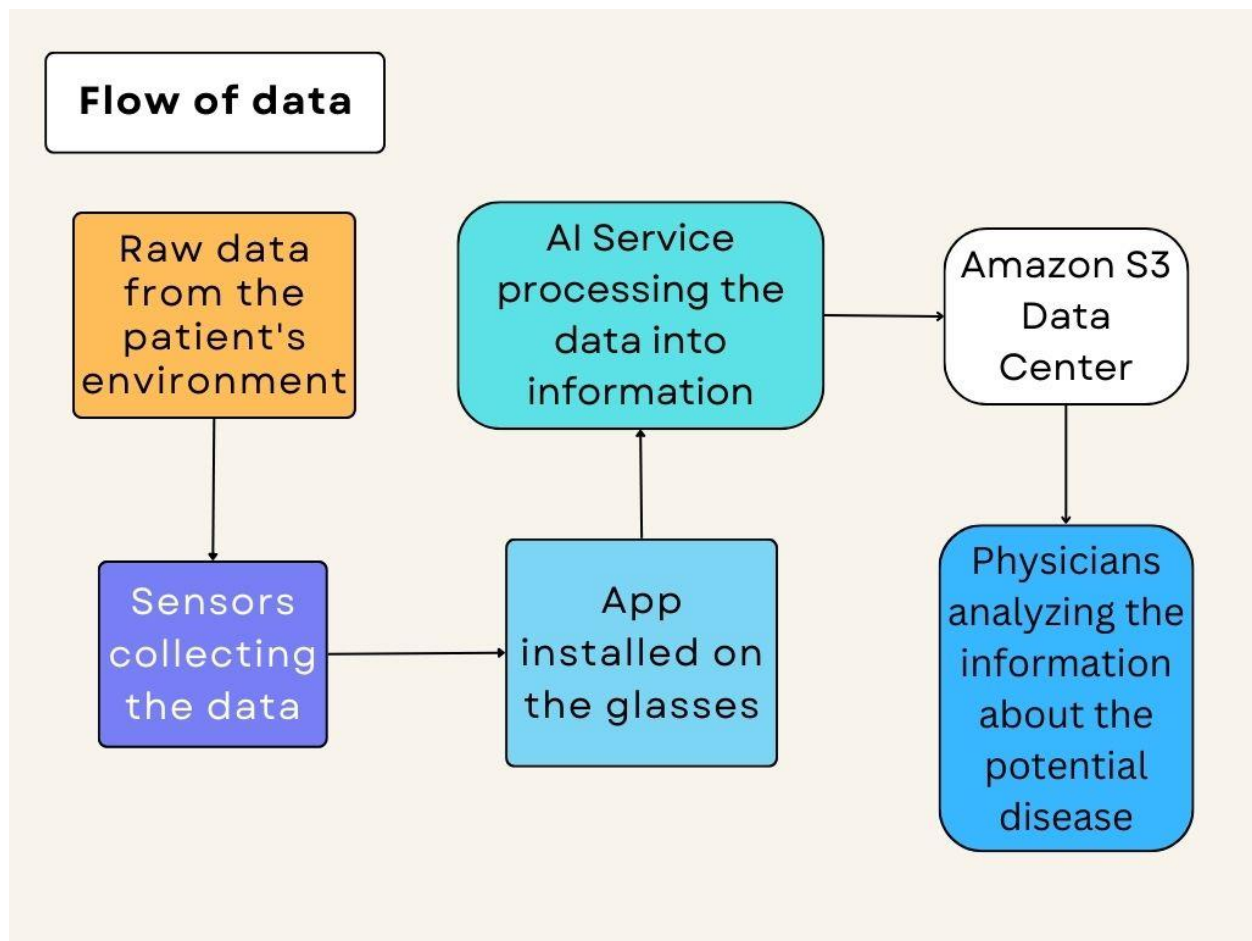 Flow of data
Raw data
from the
patient's
environment
Sensors
collecting
the data
App
installed on
the glasses
AI Service
processing the
data into
information
Amazon S3
Data
Center
Physicians
analyzing the
information
about the
potential
disease